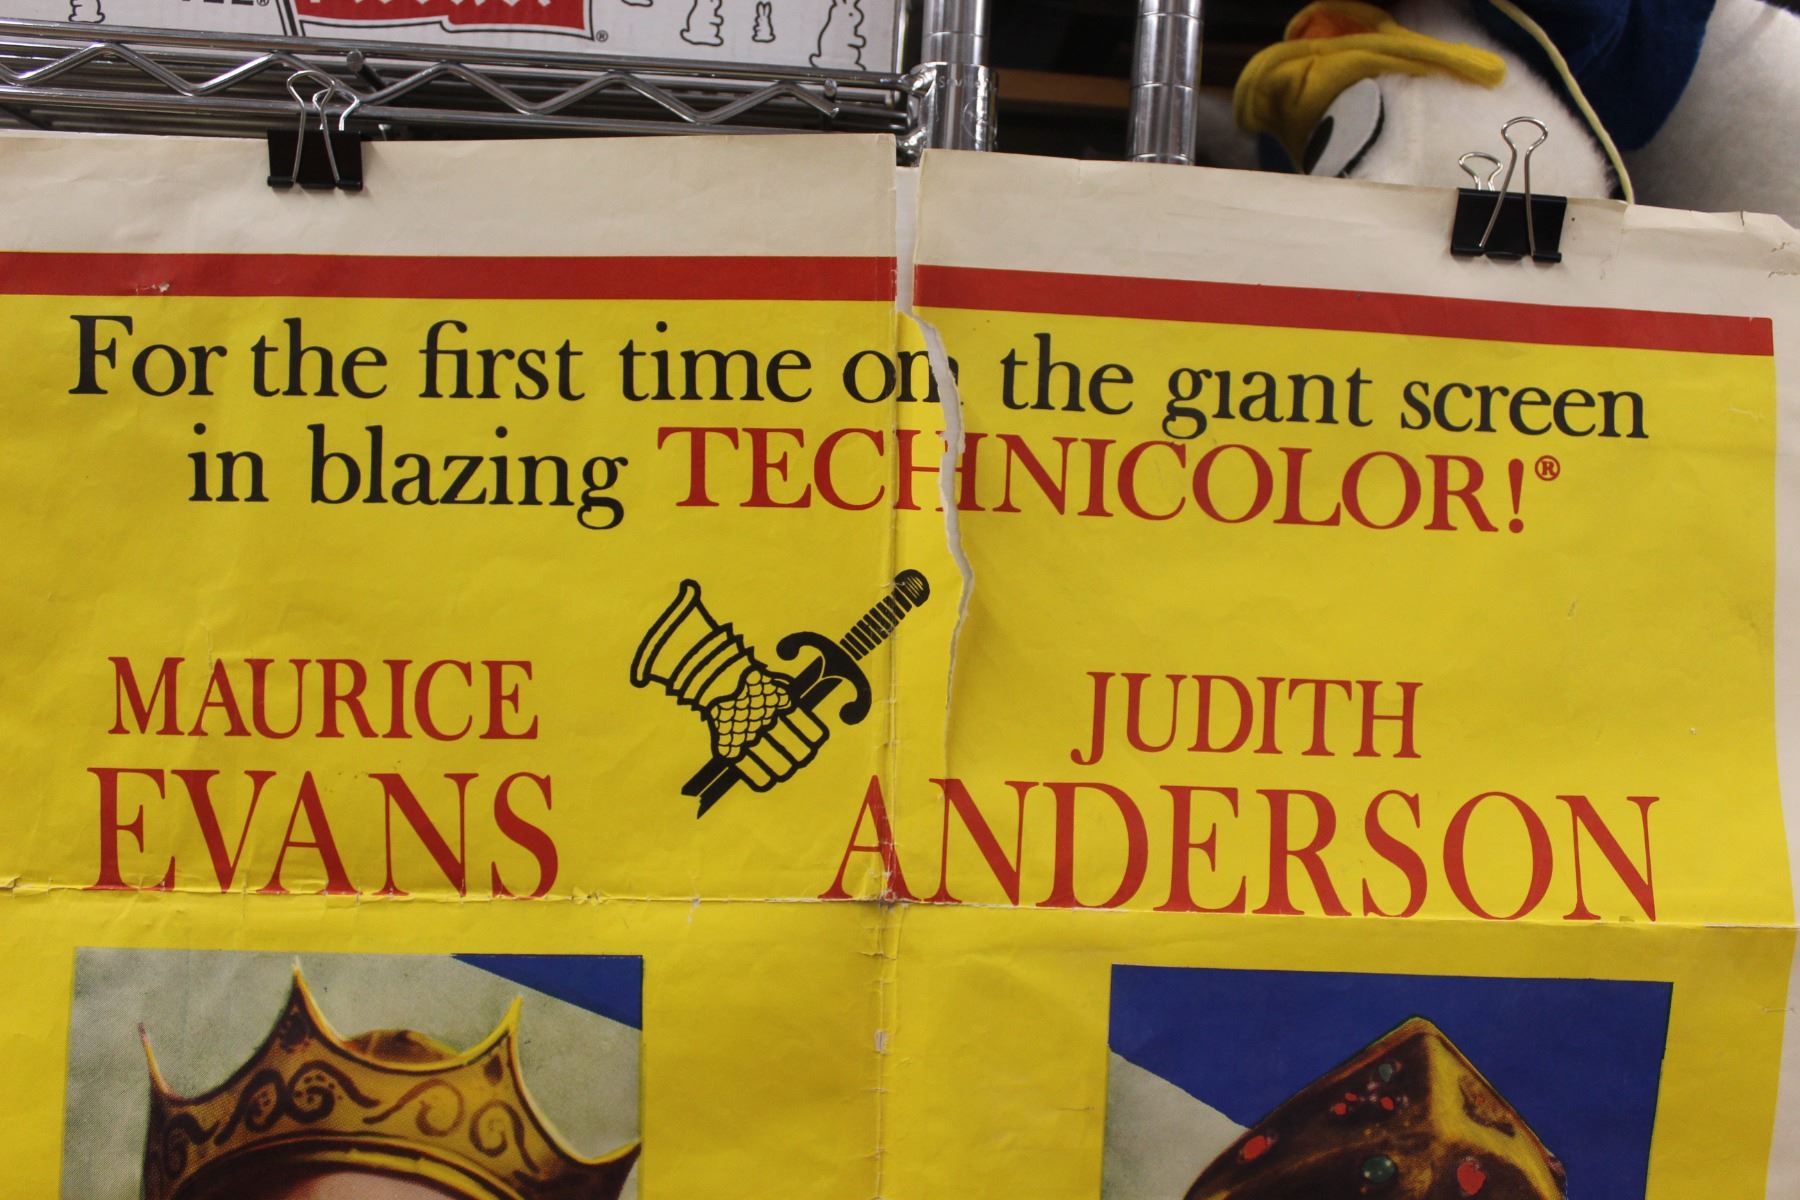 For the first time on the giant screen
in blazing TECHNICOLOR!®
MAURICE
EVANS
JUDITH
ANDERSON